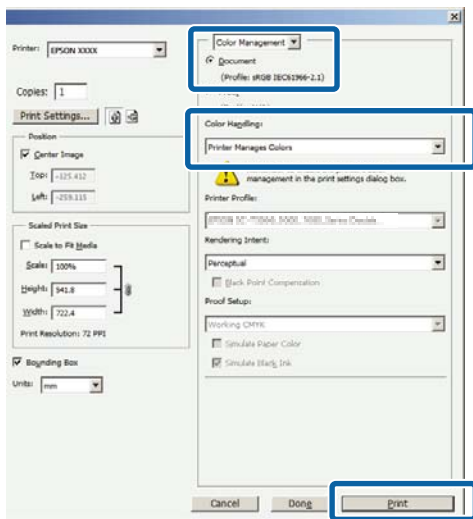 Printer: EPSON XXXX
Copies: 1
Print Settings...
Position
Center Image
Top: -125.412
Left: -259.115
Scaled Print Size
Scale to Fit Media
Scale: 100%
Height: 541.8
Width: 722.4
Print Resolution: 72 PPI
Bounding Box
Units: mm
Color Management
Document
(Profile: sRGB IEC61966-2.1)
Color Handling:
Printer Manages Colors
management in the print settings dialog box.
Printer Profile:
Rendering Intent:
Perceptual
Black Point Compensation
Proof Setup:
Working CMYK
Simulate Paper Color
Simulate Black Ink
Cancel
Done
Print